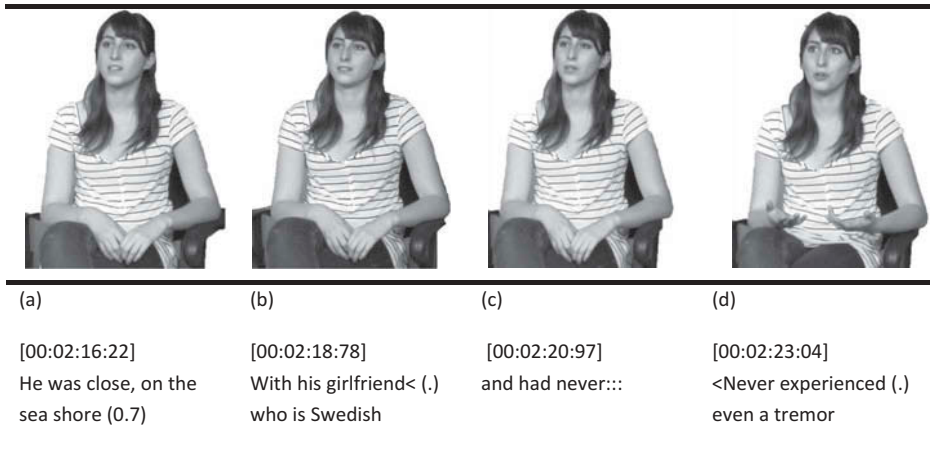 (a)
[00:02:16:22]
He was close, on the
sea shore (0.7)
(b)
[00:02:18:78]
With his girlfriend< (.)
who is Swedish
(c)
[00:02:20:97]
and had never:::
(d)
[00:02:23:04]
<Never experienced (.)
even a tremor